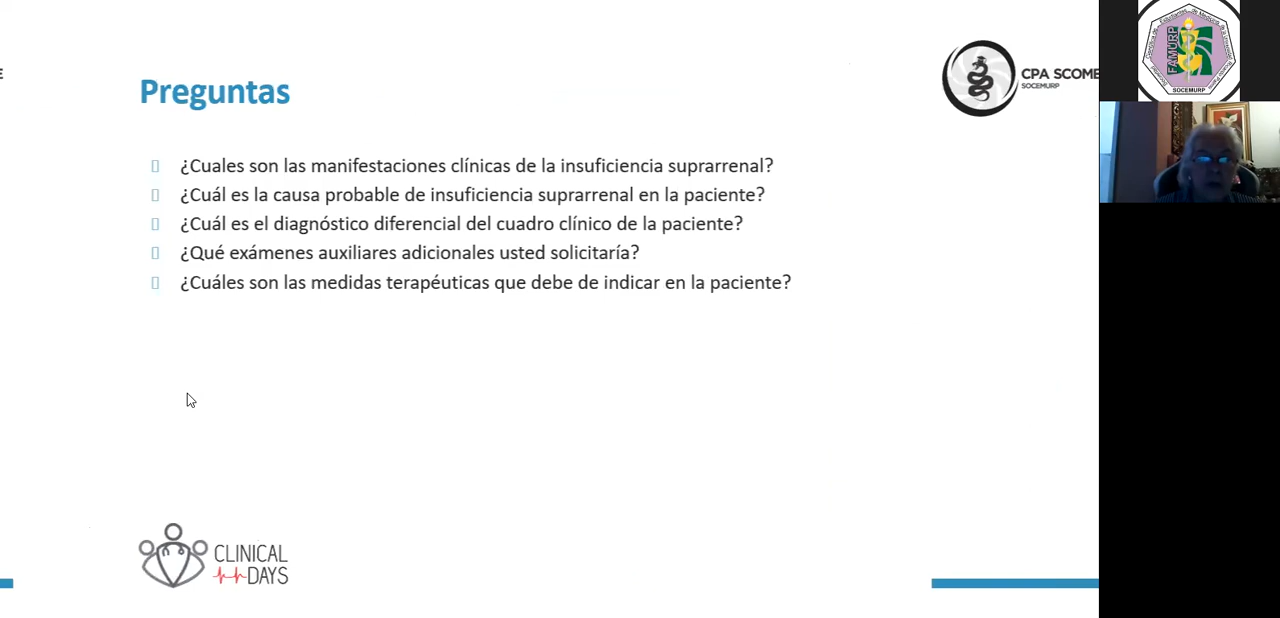 E
Preguntas
CPA SCOME
SOCEMURP
¿Cuales son las manifestaciones clínicas de la insuficiencia suprarrenal?
¿Cuál es la causa probable de insuficiencia suprarrenal en la paciente?
¿Cuál es el diagnóstico diferencial del cuadro clínico de la paciente?
¿Qué exámenes auxiliares adicionales usted solicitaría?
¿Cuáles son las medidas terapéuticas que debe de indicar en la paciente?
CLINICAL
DAYS
FAMURP
SOCEMURP